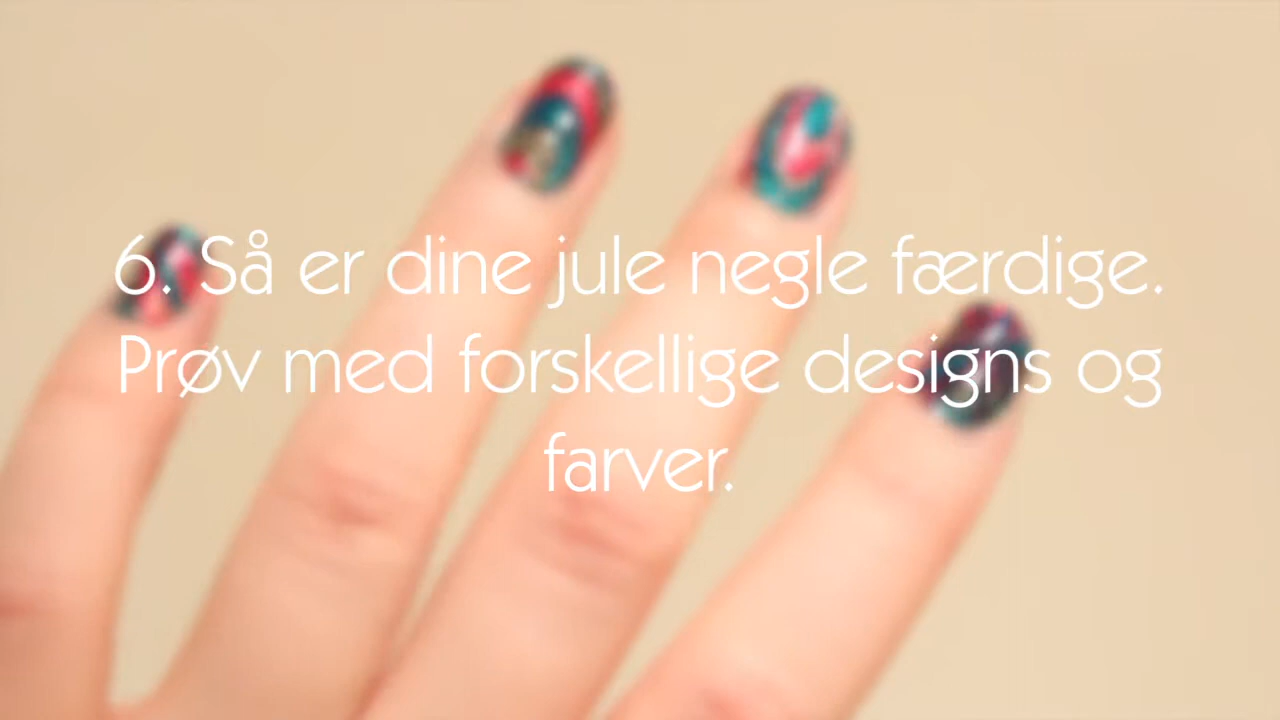 6. Så er dine jule negle færdige.
Prøv med forskellige designs og
farver.